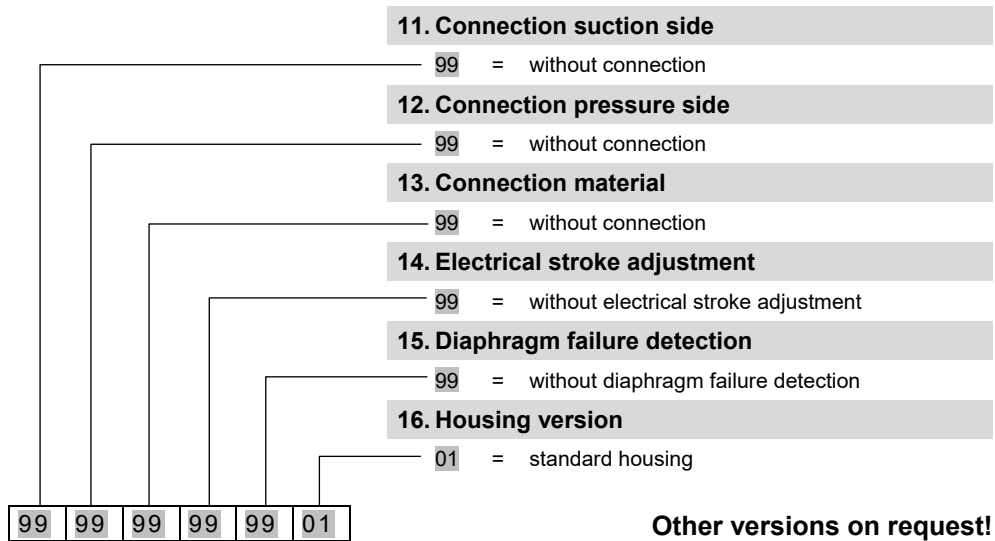 11. Connection suction side
99 = without connection
12. Connection pressure side
99 = without connection
13. Connection material
99 = without connection
14. Electrical stroke adjustment
99 = without electrical stroke adjustment
15. Diaphragm failure detection
99 = without diaphragm failure detection
16. Housing version
01 = standard housing
99 99 99 99 99 01
Other versions on request!